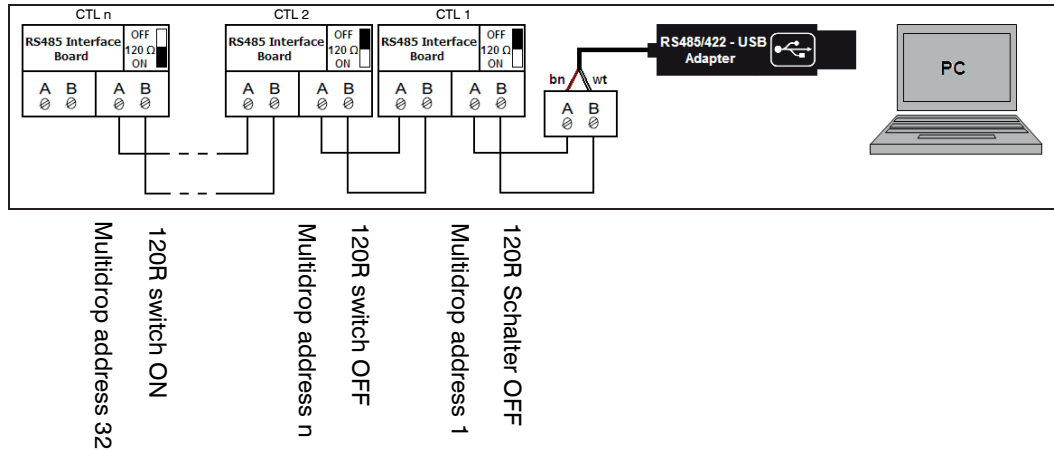 CTL n
RS485 Interface
Board
OFF
120 Ω
ON
A B A B
CTL 2
RS485 Interface
Board
OFF
120 Ω
ON
A B A B
CTL 1
RS485 Interface
Board
OFF
120 Ω
ON
A B A B
bn wt
A B
RS485/422 - USB
Adapter
PC
120R switch ON
Multidrop address 32
120R switch OFF
Multidrop address n
120R Schalter OFF
Multidrop address 1